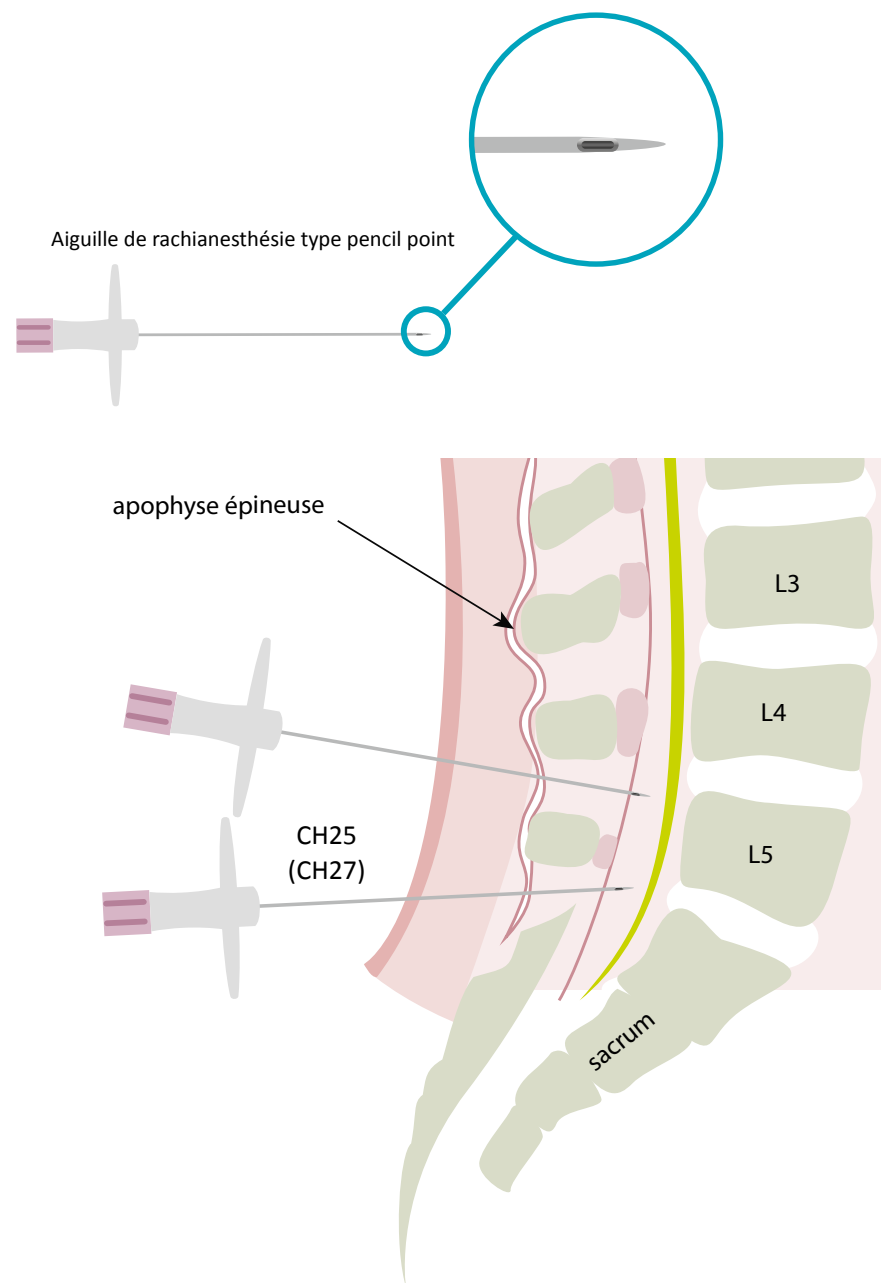 Aiguille de rachianesthésie type pencil point
apophyse épineuse
L3
L4
CH25
(CH27)
L5
sacrum